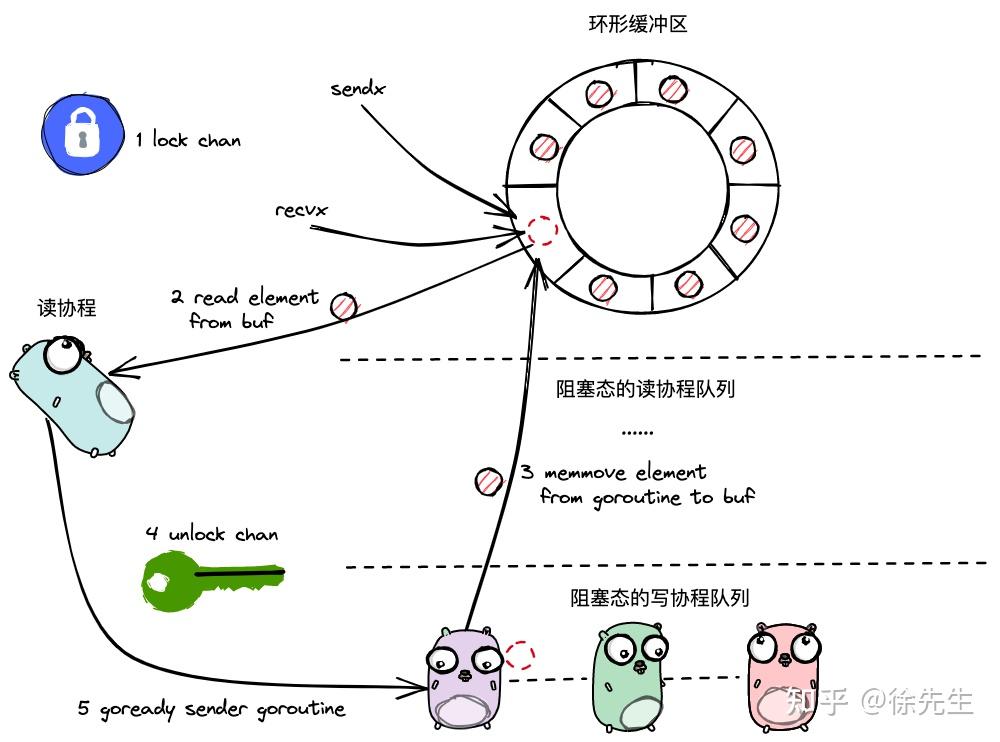 环形缓冲区
sendx
1 lock chan
recvx
2 read element
from buf
读协程
阻塞态的读协程队列
......
3 memmove element
from goroutine to buf
4 unlock chan
阻塞态的写协程队列
5 goready sender goroutine
知乎 @徐先生